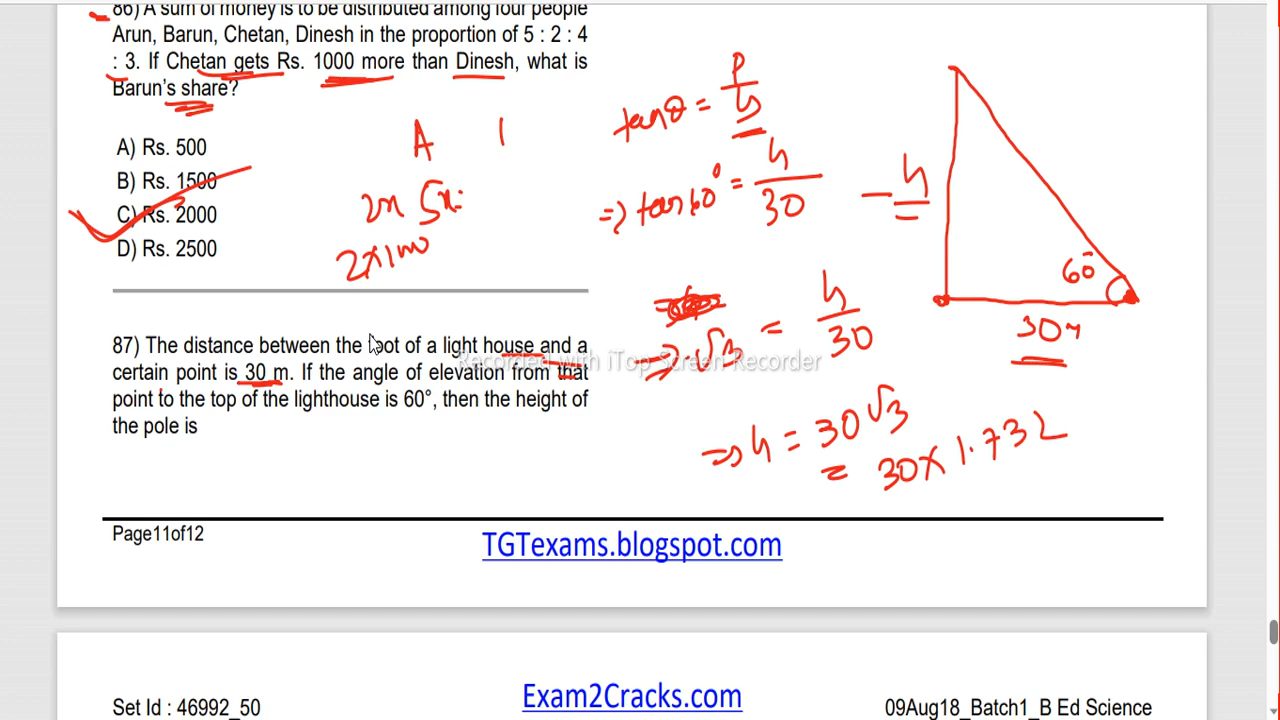 86) A sum of money is to be distributed among four people
Arun, Barun, Chetan, Dinesh in the proportion of 5 : 2 : 4
: 3. If Chetan gets Rs. 1000 more than Dinesh, what is
Barun's share?
A) Rs. 500
B) Rs. 1500
C) Rs. 2000
D) Rs. 2500
A
2x 5x
2×1000
tanθ = P/b
⇒ tan60° = h/30
⇒ √3 = h/30
⇒ h = 30√3
= 30×1.732
h
60°
30m
87) The distance between the foot of a light house and a
certain point is 30 m. If the angle of elevation from that
point to the top of the lighthouse is 60°, then the height of
the pole is
Recorded with iTop Screen Recorder
Page11of12
TGTexams.blogspot.com
Exam2Cracks.com
Set Id : 46992_50
09Aug18_Batch1_B Ed Science